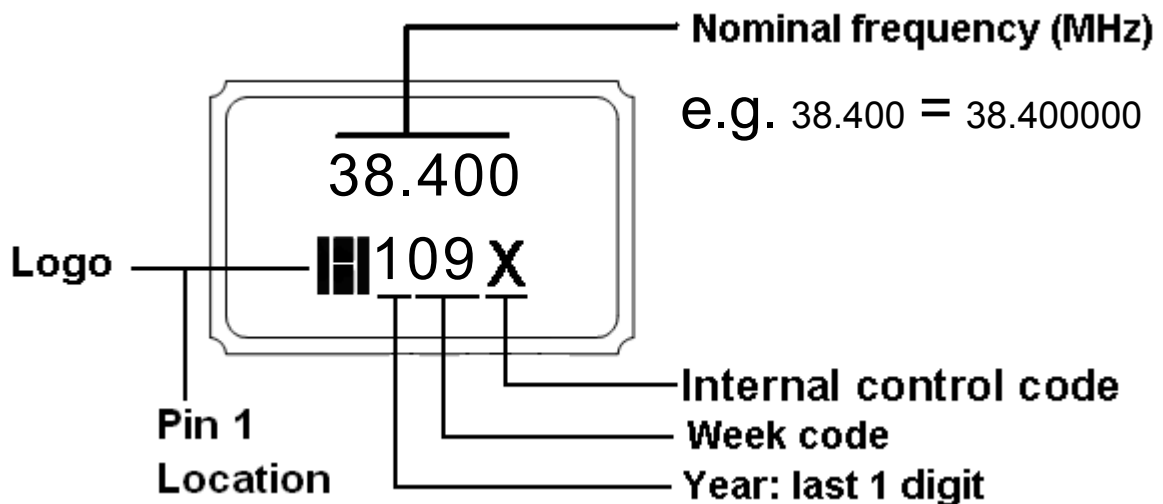 Nominal frequency (MHz)
e.g. 38.400 = 38.400000
38.400
Logo
109 X
Internal control code
Pin 1
Location
Week code
Year: last 1 digit